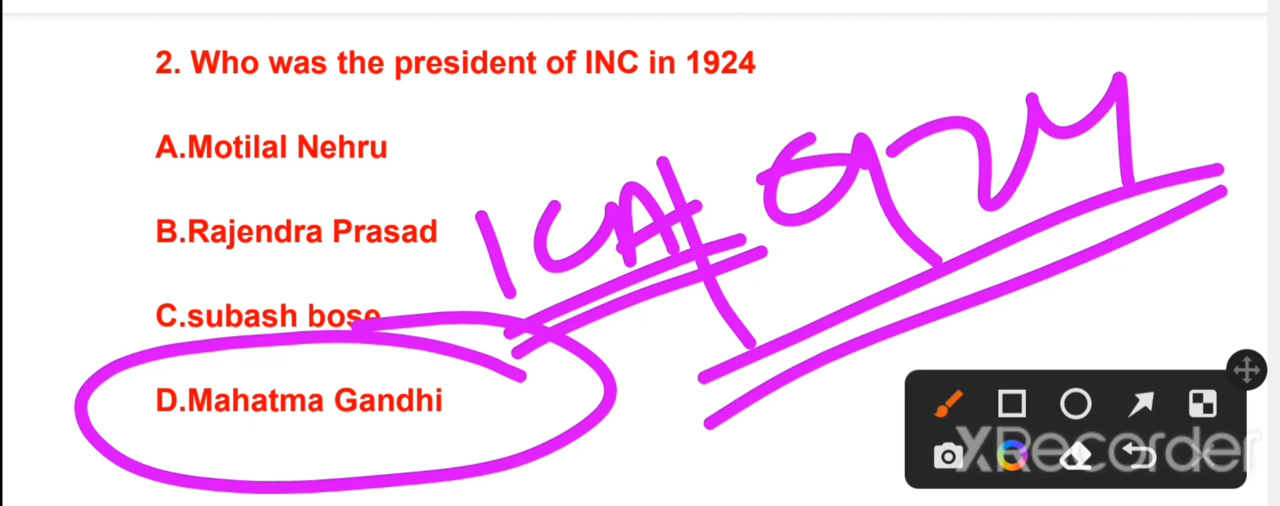 2. Who was the president of INC in 1924
A.Motilal Nehru
B.Rajendra Prasad
C.subash bose
D.Mahatma Gandhi
XRecorder